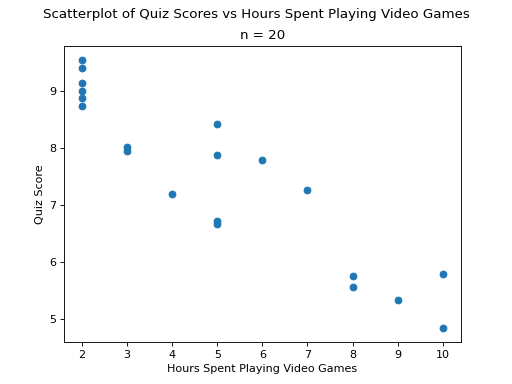 Scatterplot of Quiz Scores vs Hours Spent Playing Video Games
n = 20
9
8
7
6
5
Quiz Score
2 3 4 5 6 7 8 9 10
Hours Spent Playing Video Games